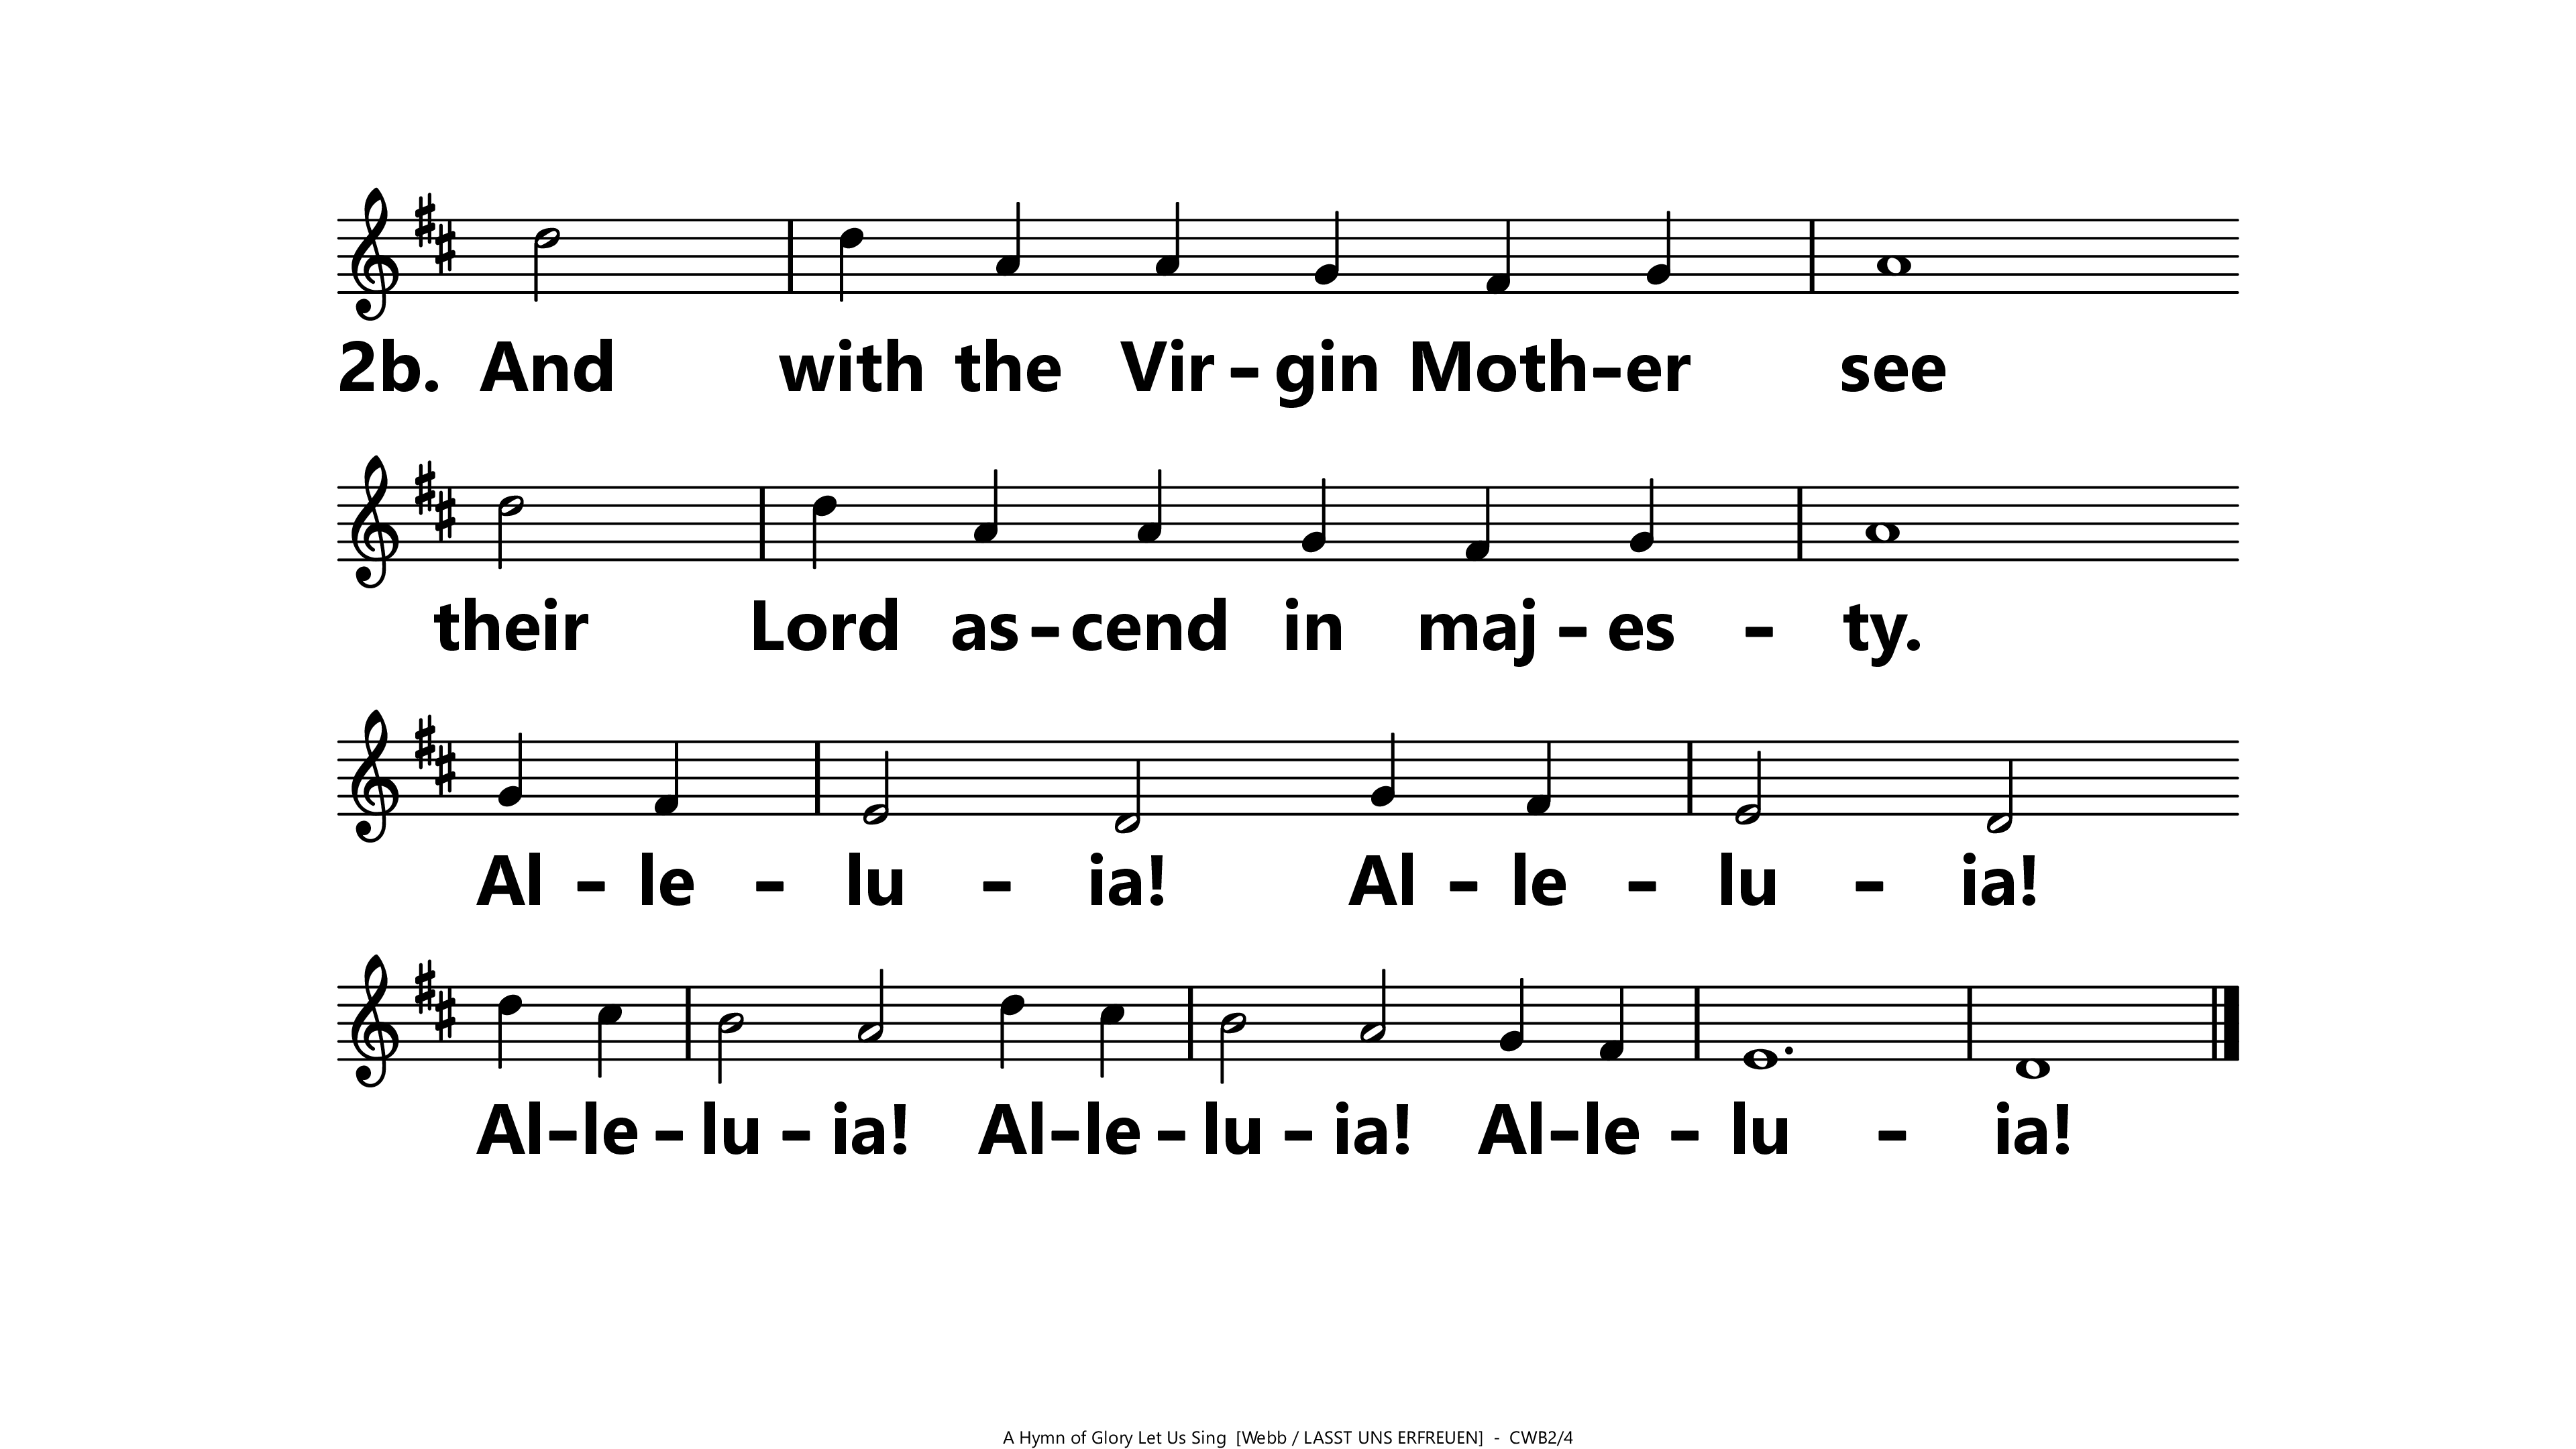 2b. And with the Vir - gin Moth-er see
their Lord as - cend in maj - es - ty.
Al - le - lu - ia! Al - le - lu - ia!
Al-le - lu - ia! Al-le - lu - ia! Al-le - lu - ia!
A Hymn of Glory Let Us Sing [Webb / LASST UNS ERFREUEN] - CWB2/4